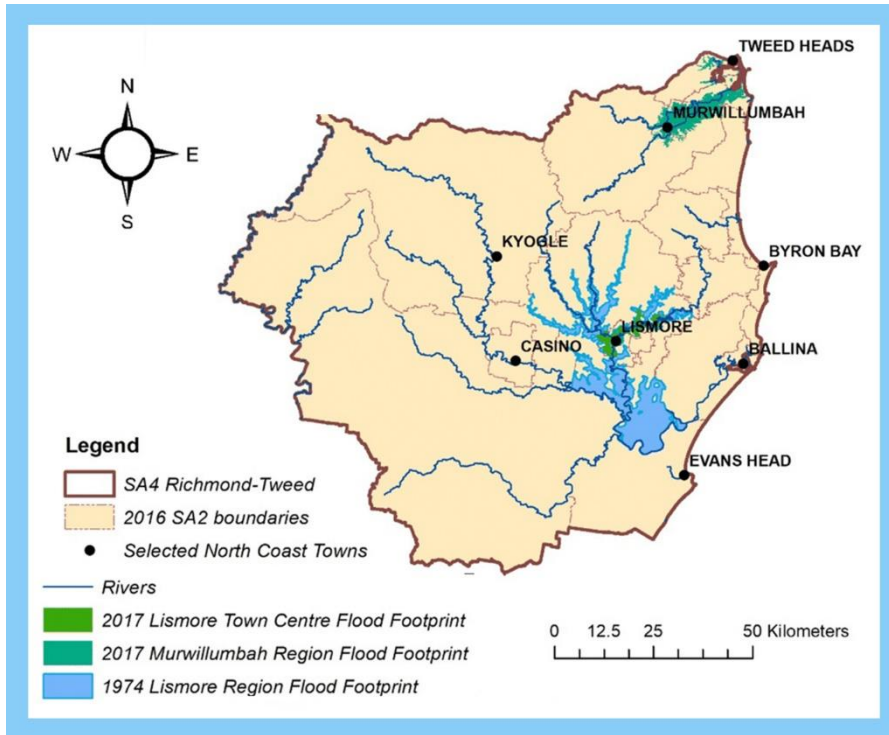 TWEED HEADS
N
MURWILLUMBAH
W
E
S
KYOGLE
BYRON BAY
LISMORE
CASINO
BALLINA
Legend
EVANS HEAD
SA4 Richmond-Tweed
2016 SA2 boundaries
Selected North Coast Towns
Rivers
2017 Lismore Town Centre Flood Footprint
0 12.5 25 50 Kilometers
2017 Murwillumbah Region Flood Footprint
1974 Lismore Region Flood Footprint